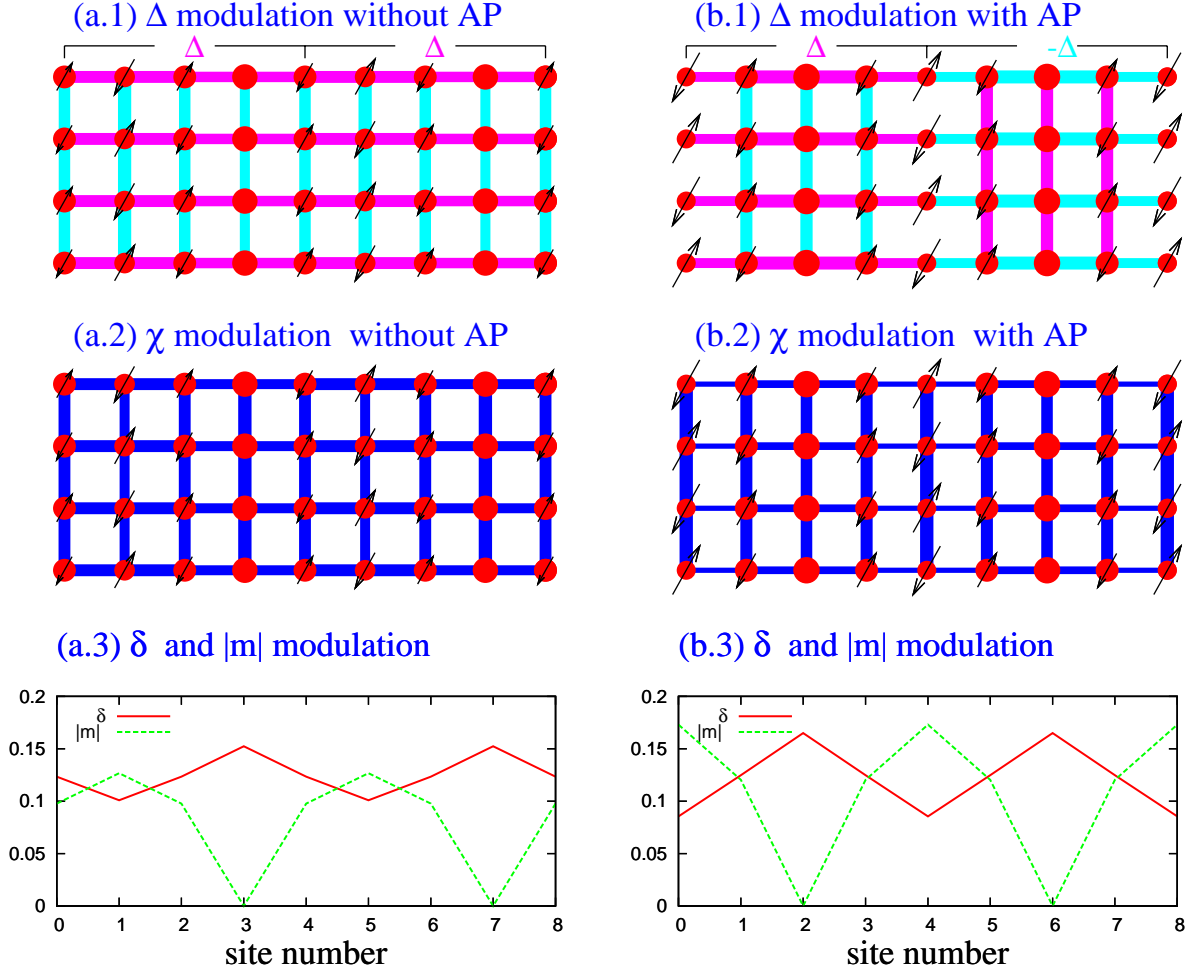 (a.1) Δ modulation without AP
Δ Δ
(b.1) Δ modulation with AP
Δ -Δ
(a.2) χ modulation  without AP
(b.2) χ modulation  with AP
(a.3) δ  and |m| modulation
0.2
0.15
0.1
0.05
0
δ
|m|
0 1 2 3 4 5 6 7 8
site number
(b.3) δ  and |m| modulation
0.2
0.15
0.1
0.05
0
δ
|m|
0 1 2 3 4 5 6 7 8
site number